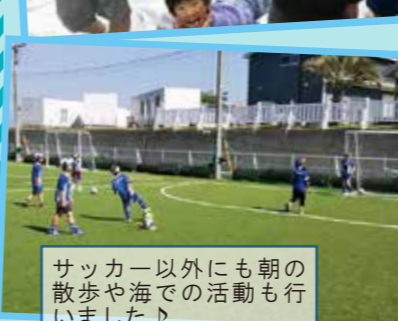 サッカー以外にも朝の
散歩や海での活動も行
いました♪